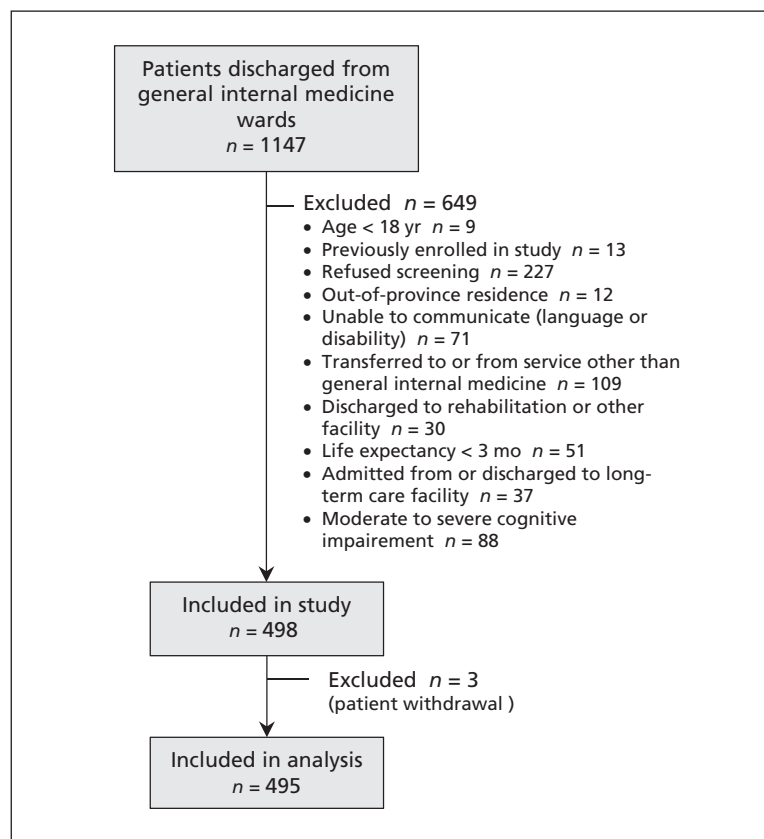 Patients discharged from
general internal medicine
wards
n = 1147
Excluded n = 649
• Age < 18 yr n = 9
• Previously enrolled in study n = 13
• Refused screening n = 227
• Out-of-province residence n = 12
• Unable to communicate (language or
disability) n = 71
• Transferred to or from service other than
general internal medicine n = 109
• Discharged to rehabilitation or other
facility n = 30
• Life expectancy < 3 mo n = 51
• Admitted from or discharged to long-
term care facility n = 37
• Moderate to severe cognitive
impairement n = 88
Included in study
n = 498
Excluded n = 3
(patient withdrawal )
Included in analysis
n = 495